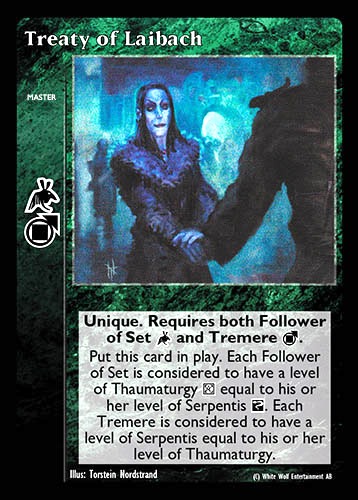 Treaty of Laibach
MASTER
Unique. Requires both Follower
of Set and Tremere .
Put this card in play. Each Follower
of Set is considered to have a level
of Thaumaturgy equal to his or
her level of Serpentis . Each
Tremere is considered to have a
level of Serpentis equal to his or her
level of Thaumaturgy.
Illus: Torstein Nordstrand
(C) White Wolf Entertainment AB